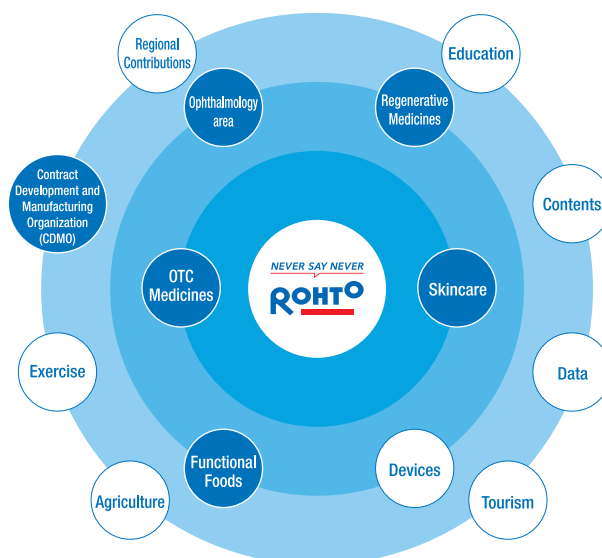 Regional
Contributions
Education
Ophthalmology
area
Regenerative
Medicines
Contract
Development and
Manufacturing
Organization
(CDMO)
Contents
NEVER SAY NEVER
ROHTO
OTC
Medicines
Skincare
Exercise
Data
Functional
Foods
Devices
Agriculture
Tourism